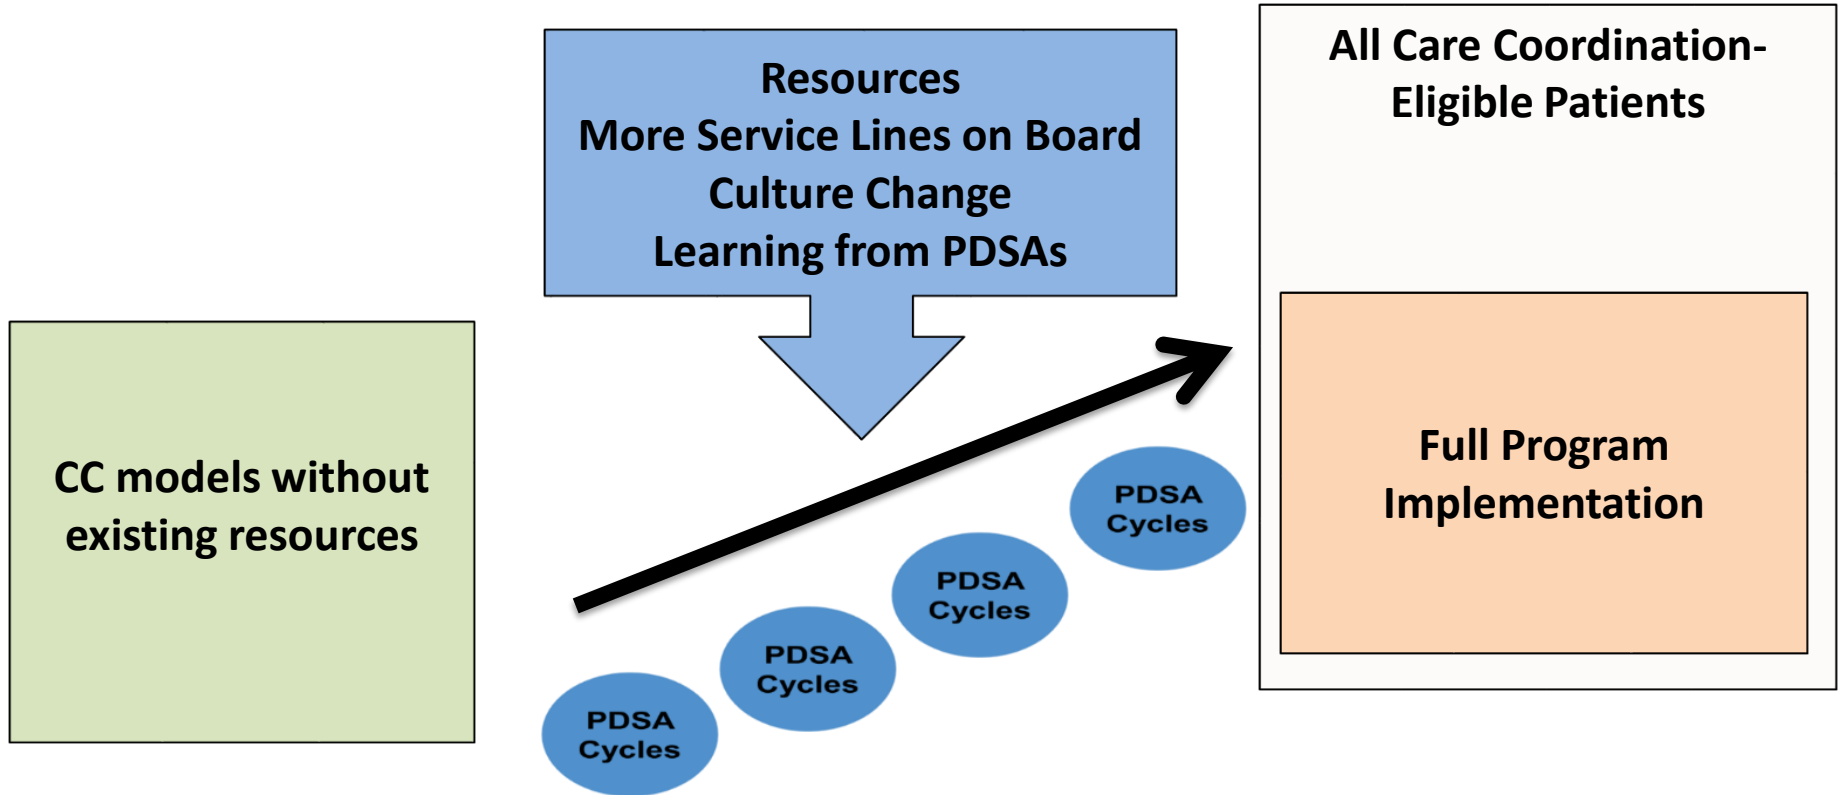 CC models without
existing resources
Resources
More Service Lines on Board
Culture Change
Learning from PDSAs
PDSA
Cycles
PDSA
Cycles
PDSA
Cycles
PDSA
Cycles
All Care Coordination-
Eligible Patients
Full Program
Implementation